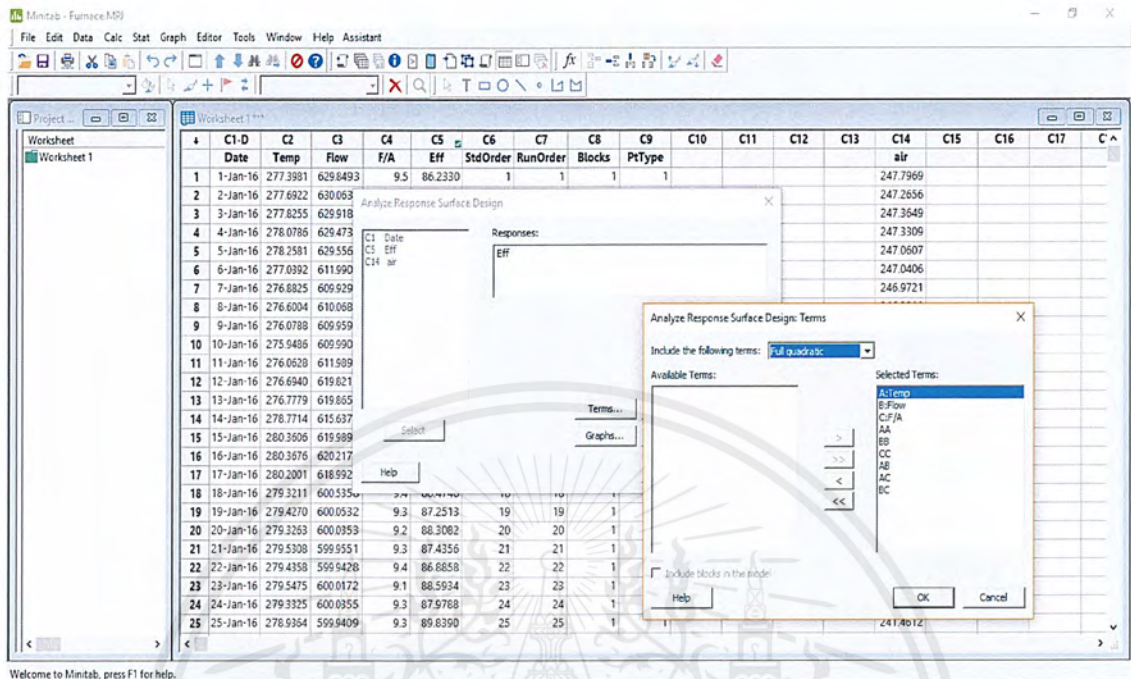 Minitab - Furnace.MPJ
File Edit Data Calc Stat Graph Editor Tools Window Help Assistant
Project ...
Worksheet
Worksheet 1
Worksheet 1 ***
C1-D C2 C3 C4 C5 C6 C7 C8 C9 C10 C11 C12 C13 C14 C15 C16 C17
Date Temp Flow F/A Eff StdOrder RunOrder Blocks PtType air
1 1-Jan-16 277.3981 629.8493 9.5 86.2330 1 1 1 1 247.7969
2 2-Jan-16 277.6922 630.063 247.2656
3 3-Jan-16 277.8255 629.918 247.3649
4 4-Jan-16 278.0786 629.473 247.3309
5 5-Jan-16 278.2581 629.556 247.0607
6 6-Jan-16 277.0392 611.990 247.0406
7 7-Jan-16 276.8825 609.929 246.9721
8 8-Jan-16 276.6004 610.068
9 9-Jan-16 276.0788 609.959
10 10-Jan-16 275.9486 609.990
11 11-Jan-16 276.0628 611.989
12 12-Jan-16 276.6940 619.821
13 13-Jan-16 276.7779 619.865
14 14-Jan-16 278.7714 615.637
15 15-Jan-16 280.3606 619.989
16 16-Jan-16 280.3676 620.217
17 17-Jan-16 280.2001 618.992
18 18-Jan-16 279.3211 1
19 19-Jan-16 279.4270 600.0532 9.3 87.2513 19 19 1
20 20-Jan-16 279.3263 600.0353 9.2 88.3082 20 20 1
21 21-Jan-16 279.5308 599.9551 9.3 87.4356 21 21 1
22 22-Jan-16 279.4358 599.9428 9.4 86.8858 22 22 1
23 23-Jan-16 279.5475 600.0172 9.1 88.5934 23 23 1
24 24-Jan-16 279.3325 600.0355 9.3 87.9788 24 24 1
25 25-Jan-16 278.9364 599.9409 9.3 89.8390 25 25 1 1 241.4612
Analyze Response Surface Design
C1 Date
C5 Eff
C14 air
Responses:
Eff
Select
Terms...
Graphs...
Help
Analyze Response Surface Design: Terms
Include the following terms: Full quadratic
Available Terms:
Selected Terms:
A:Temp
B:Flow
C:F/A
AA
BB
CC
AB
AC
BC
>
>>
<
<<
Include blocks in the model
Help
OK
Cancel
Welcome to Minitab, press F1 for help.